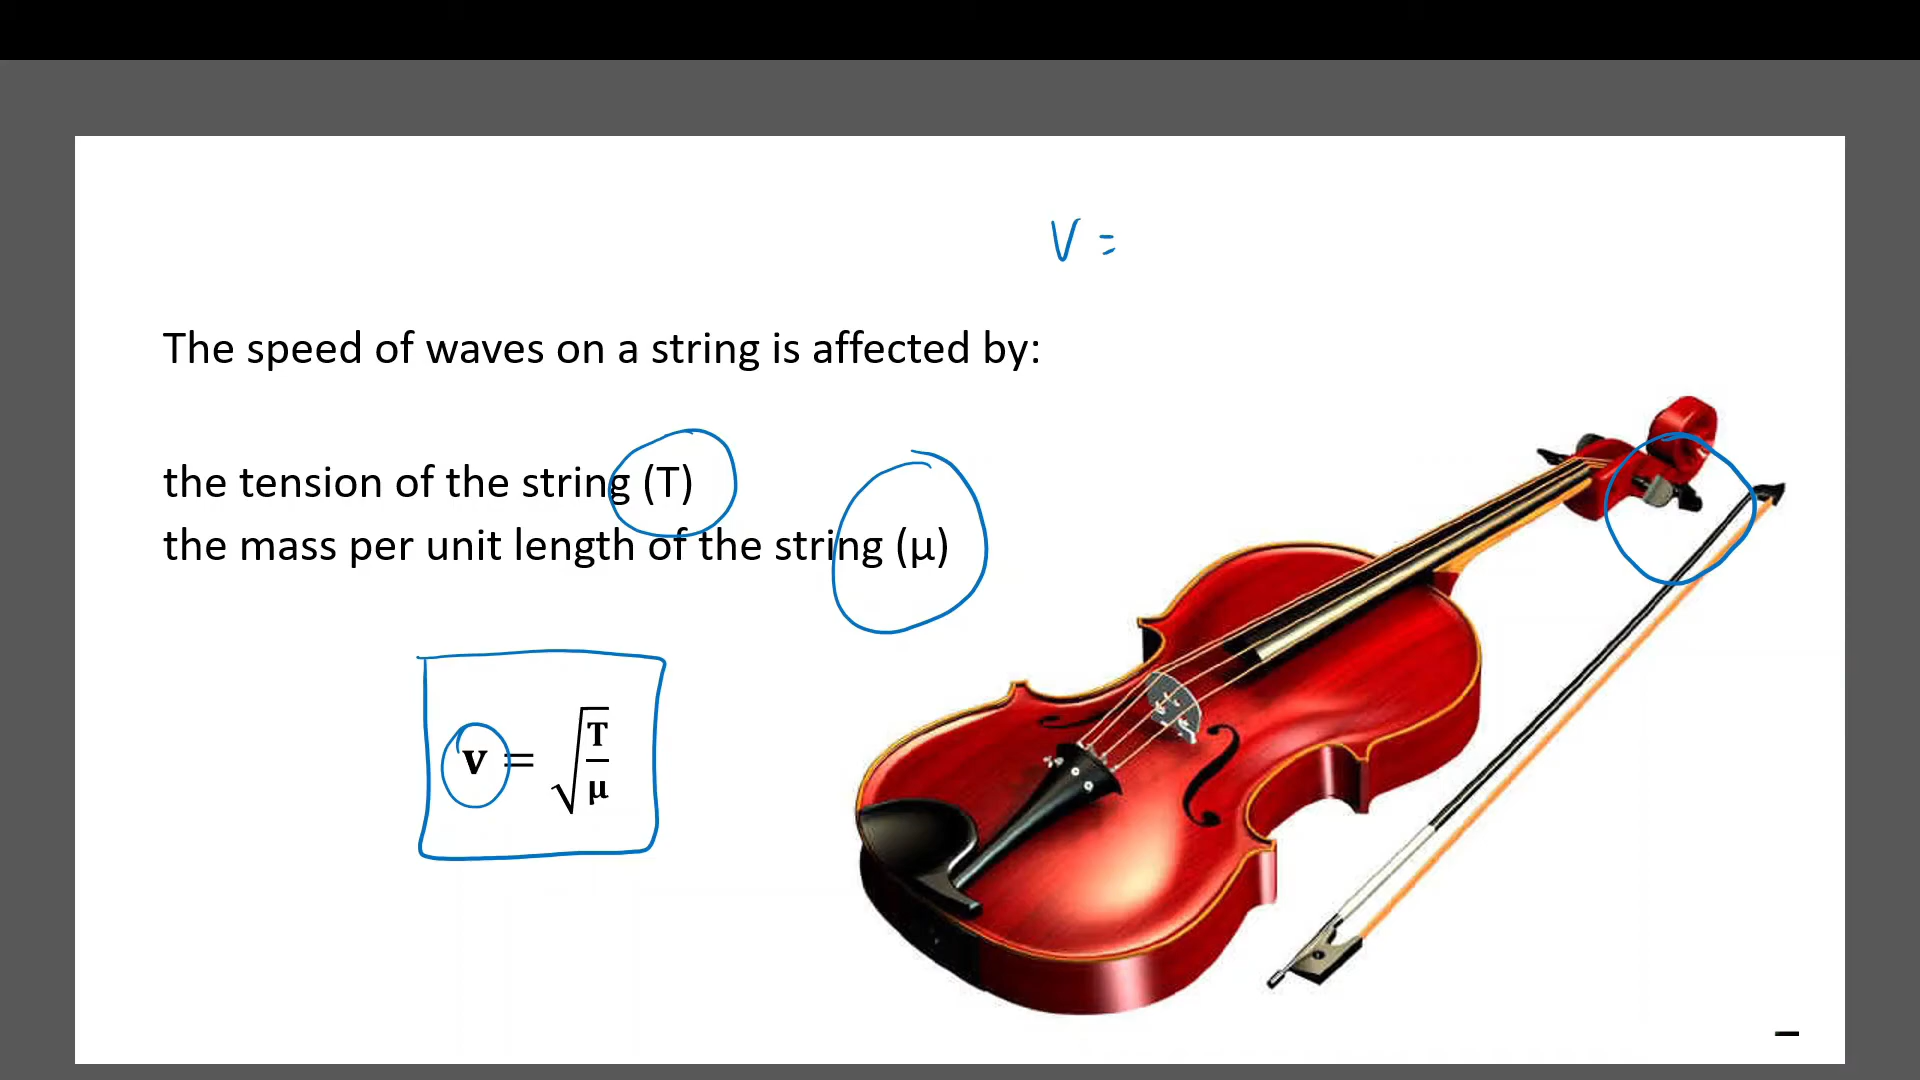 V =
The speed of waves on a string is affected by:
the tension of the string (T)
the mass per unit length of the string (μ)
v = √(T/μ)